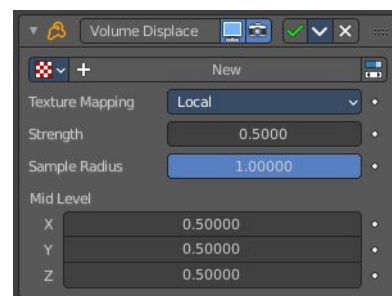 Volume Displace
New
Texture Mapping Local
Strength 0.5000
Sample Radius 1.00000
Mid Level
X 0.50000
Y 0.50000
Z 0.50000